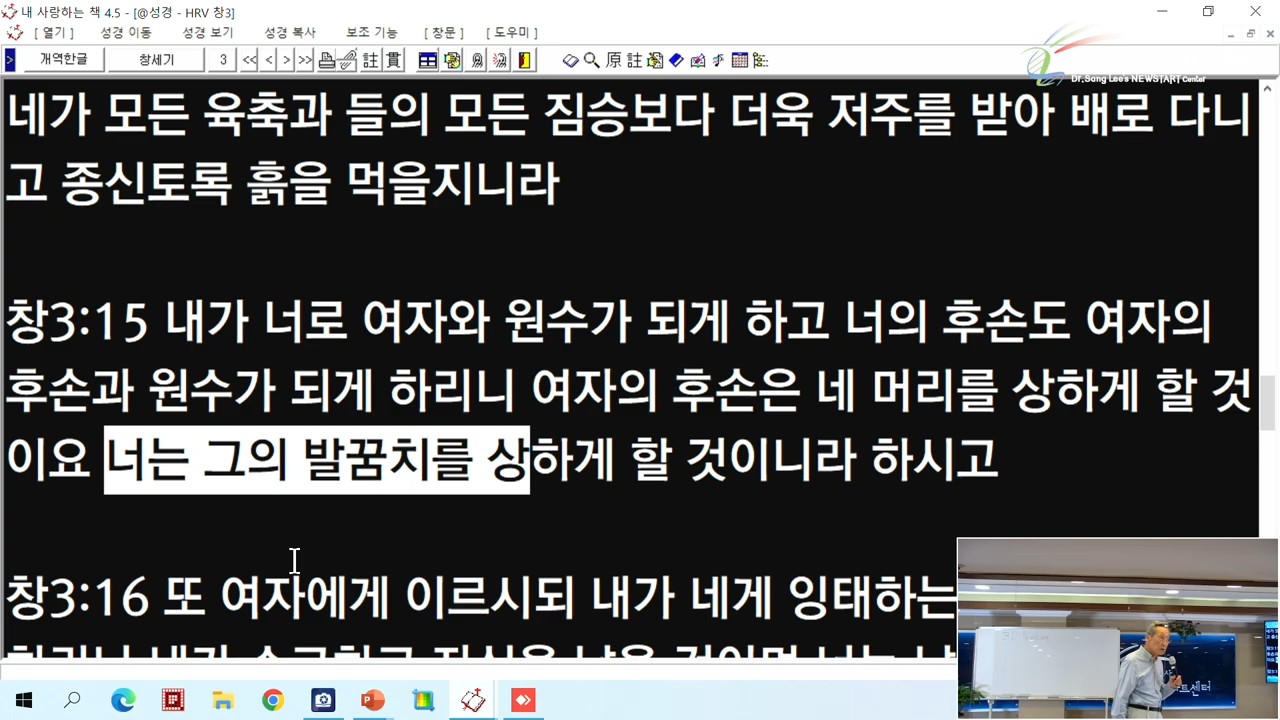 내 사랑하는 책 4.5 - [@성경 - HRV 창3]
[ 열기 ] 성경 이동 성경 보기 성경 복사 보조 기능 [ 창문 ] [ 도우미 ]
개역한글 창세기 3 << < > >> 註 貫 原 註
Dr.Sang Lee's NEWSTART Center
네가 모든 육축과 들의 모든 짐승보다 더욱 저주를 받아 배로 다니
고 종신토록 흙을 먹을지니라
창3:15 내가 너로 여자와 원수가 되게 하고 너의 후손도 여자의
후손과 원수가 되게 하리니 여자의 후손은 네 머리를 상하게 할 것
이요 너는 그의 발꿈치를 상하게 할 것이니라 하시고
창3:16 또 여자에게 이르시되 내가 네게 잉태하는